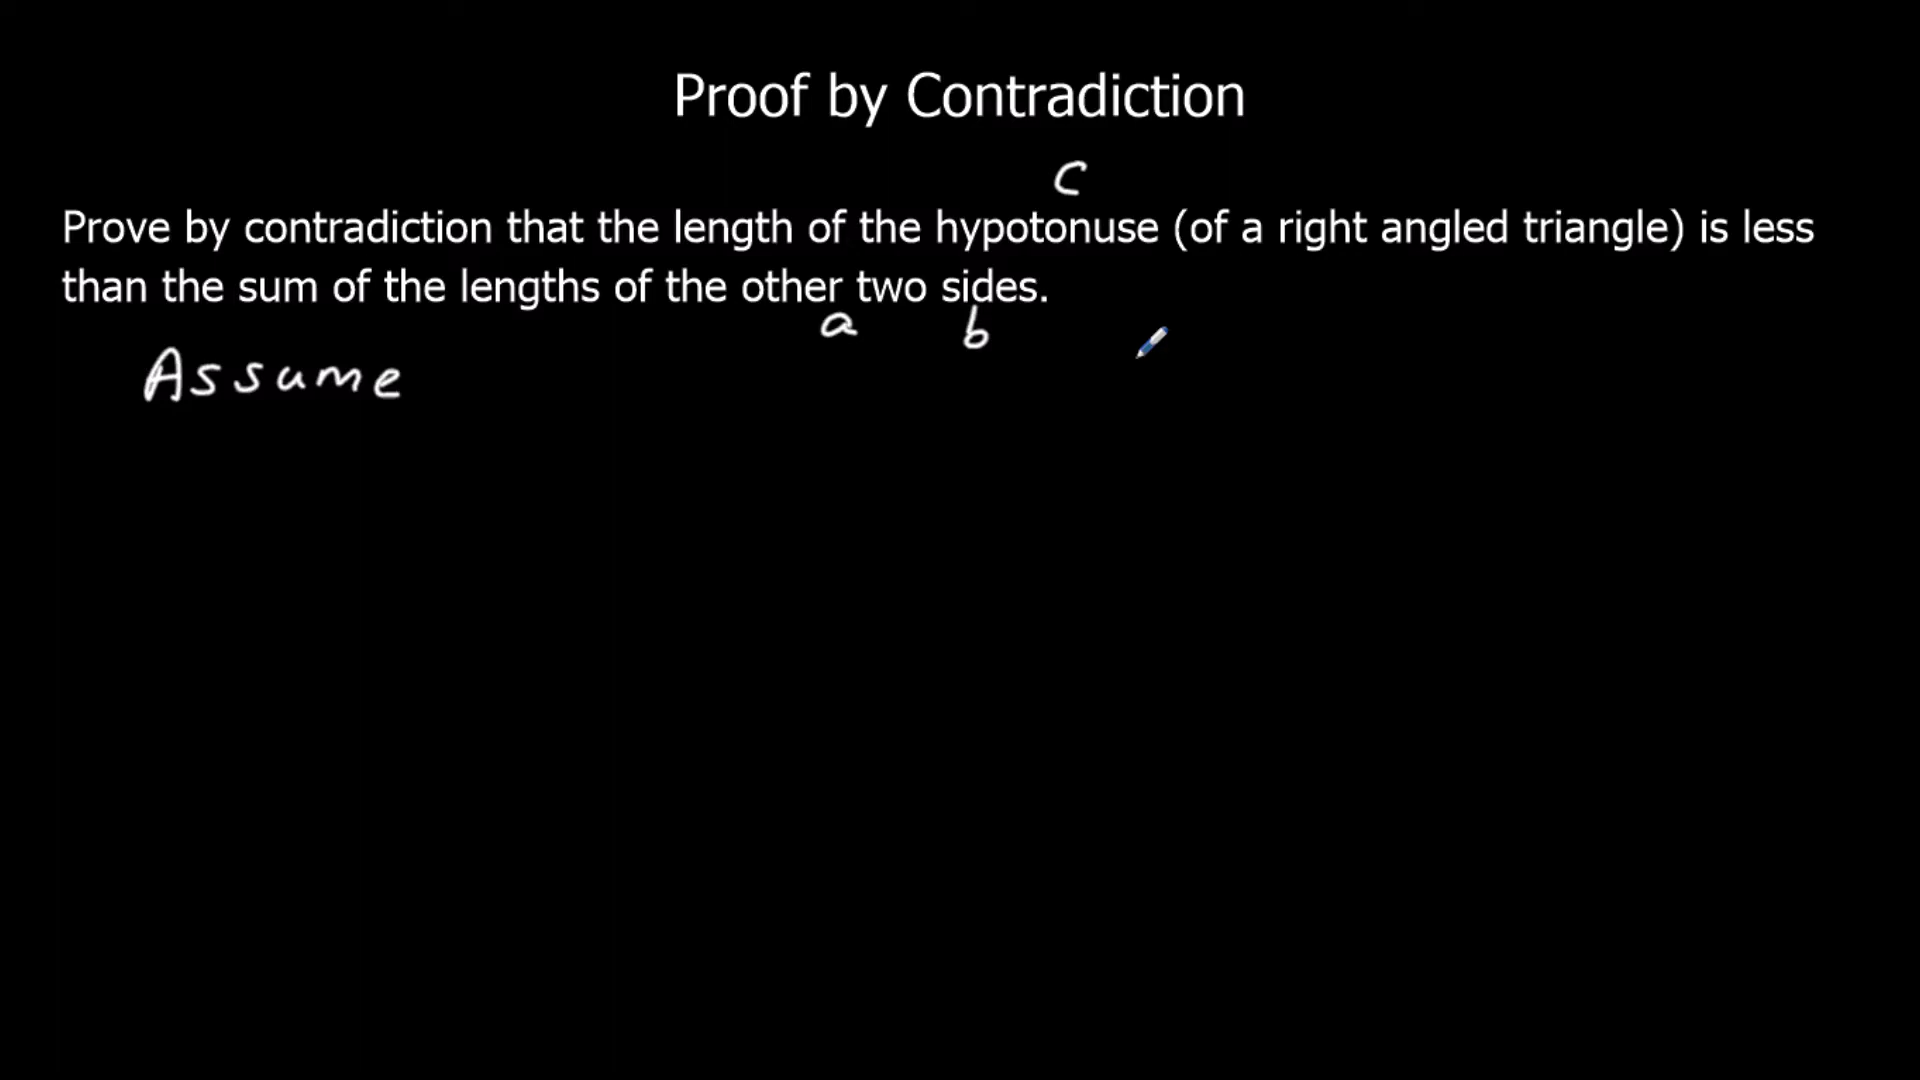 Proof by Contradiction
c
Prove by contradiction that the length of the hypotonuse (of a right angled triangle) is less
than the sum of the lengths of the other two sides.
a b
Assume